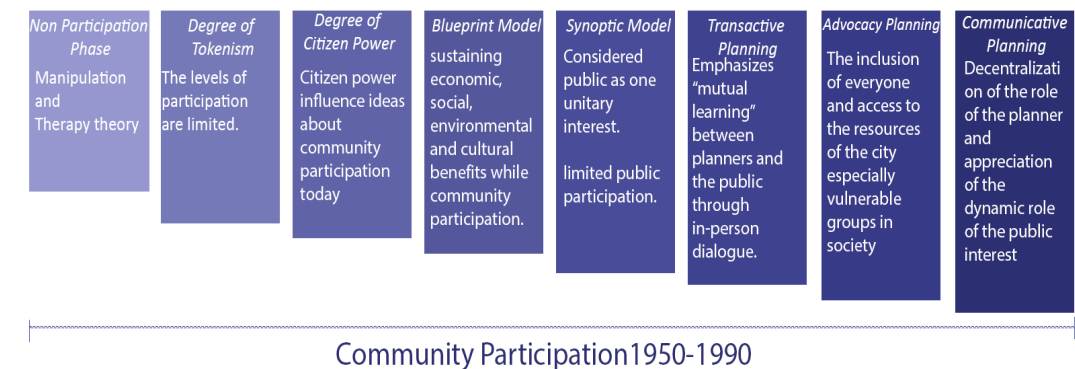 Non Participation
Phase
Manipulation
and
Therapy theory
Degree of
Tokenism
The levels of
participation
are limited.
Degree of
Citizen Power
Citizen power
influence ideas
about
community
participation
today
Blueprint Model
sustaining
economic,
social,
environmental
and cultural
benefits while
community
participation.
Synoptic Model
Considered
public as one
unitary
interest.
limited public
participation.
Transactive
Planning
Emphasizes
“mutual
learning”
between
planners and
the public
through
in-person
dialogue.
Advocacy Planning
The inclusion
of everyone
and access to
the resources
of the city
especially
vulnerable
groups in
society
Communicative
Planning
Decentralizati
on of the role
of the planner
and
appreciation
of the
dynamic role
of the public
interest
Community Participation1950-1990